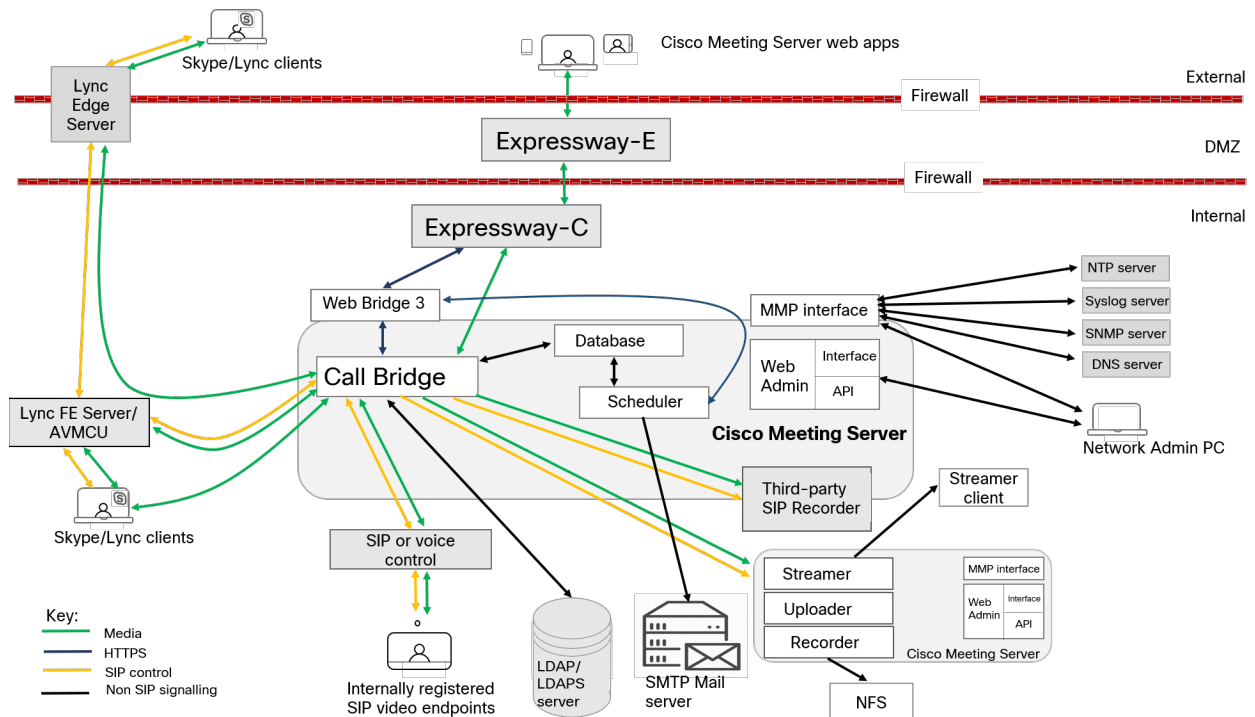 Skype/Lync clients
Cisco Meeting Server web apps
External
Lync
Edge
Server
Firewall
Expressway-E
DMZ
Firewall
Internal
Expressway-C
NTP server
Web Bridge 3
MMP interface
Syslog server
SNMP server
DNS server
Database
Web
Admin
Interface
API
Call Bridge
Scheduler
Lync FE Server/
AVMCU
Cisco Meeting Server
Network Admin PC
Third-party
SIP Recorder
Streamer
client
S
S
Skype/Lync clients
SIP or voice
control
Streamer
Uploader
Recorder
MMP interface
Web
Admin
Interface
API
Cisco Meeting Server
Key:
Media
HTTPS
SIP control
Non SIP signalling
Internally registered
SIP video endpoints
LDAP/
LDAPS
server
SMTP Mail
server
NFS